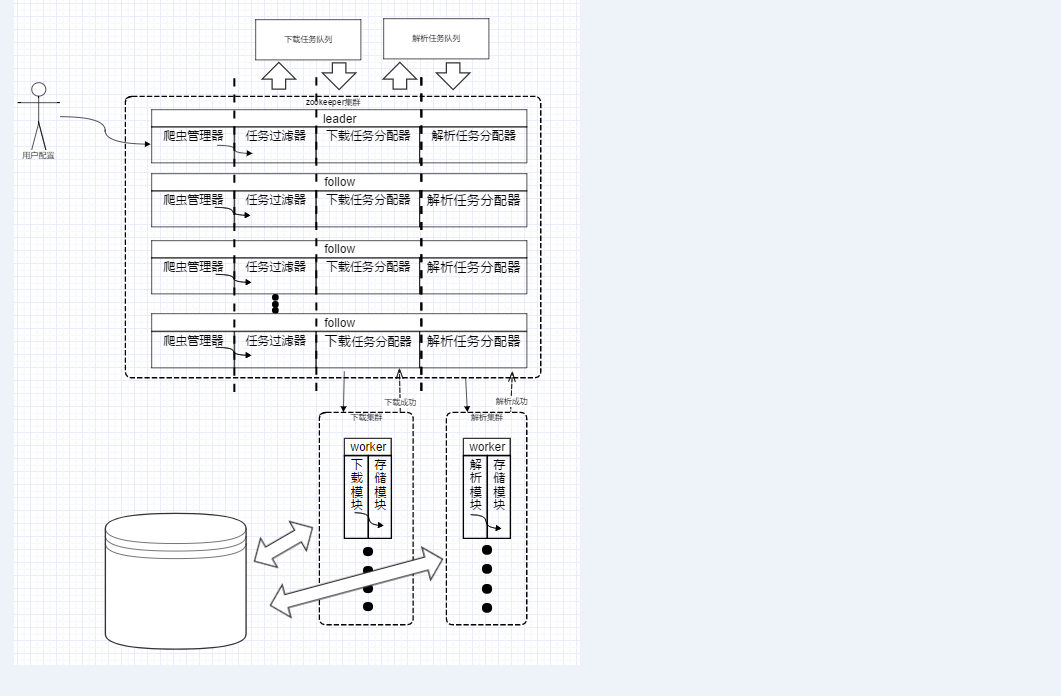 下载任务队列
解析任务队列
zookeeper集群
leader
爬虫管理器
任务过滤器
下载任务分配器
解析任务分配器
用户配置
follow
爬虫管理器
任务过滤器
下载任务分配器
解析任务分配器
follow
爬虫管理器
任务过滤器
下载任务分配器
解析任务分配器
follow
爬虫管理器
任务过滤器
下载任务分配器
解析任务分配器
下载成功
解析成功
下载集群
解析集群
worker
下载模块
存储模块
worker
解析模块
存储模块